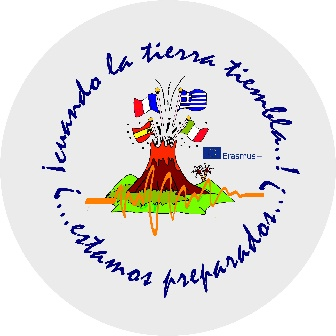 ¡cuando la tierra tiembla..!
¿...estamos preparados...?
Erasmus+